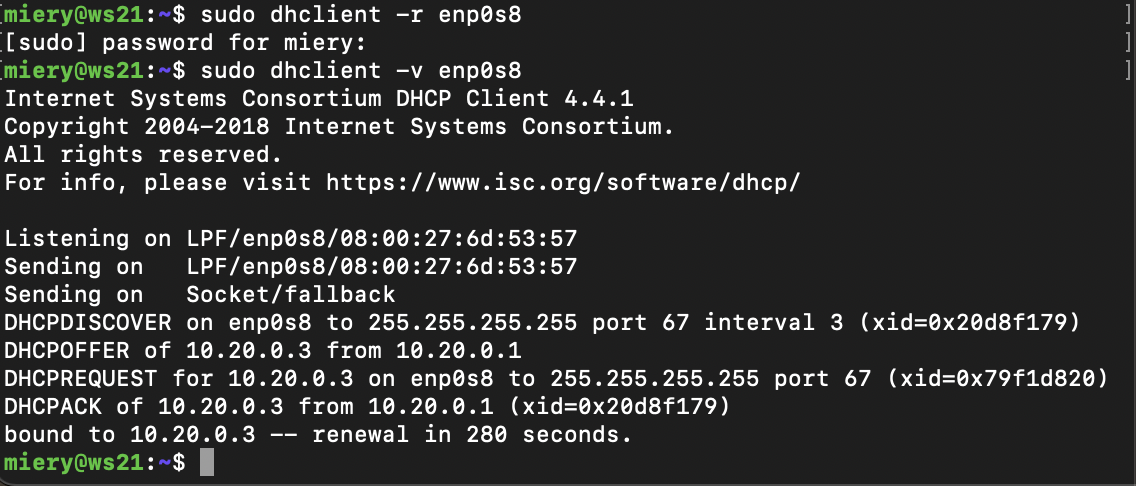 [miery@ws21:~$ sudo dhclient -r enp0s8 ]
[[sudo] password for miery: ]
[miery@ws21:~$ sudo dhclient -v enp0s8 ]
Internet Systems Consortium DHCP Client 4.4.1
Copyright 2004-2018 Internet Systems Consortium.
All rights reserved.
For info, please visit https://www.isc.org/software/dhcp/
Listening on LPF/enp0s8/08:00:27:6d:53:57
Sending on   LPF/enp0s8/08:00:27:6d:53:57
Sending on   Socket/fallback
DHCPDISCOVER on enp0s8 to 255.255.255.255 port 67 interval 3 (xid=0x20d8f179)
DHCPOFFER of 10.20.0.3 from 10.20.0.1
DHCPREQUEST for 10.20.0.3 on enp0s8 to 255.255.255.255 port 67 (xid=0x79f1d820)
DHCPACK of 10.20.0.3 from 10.20.0.1 (xid=0x20d8f179)
bound to 10.20.0.3 -- renewal in 280 seconds.
miery@ws21:~$